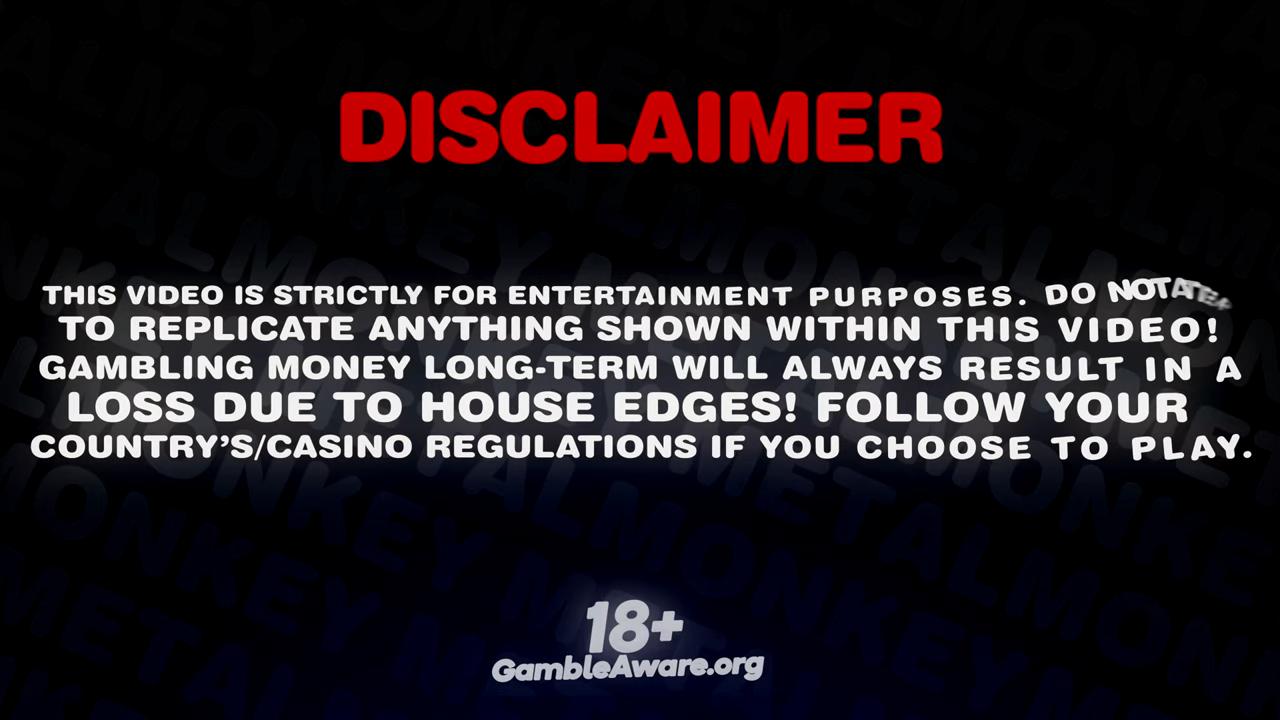 DISCLAIMER
THIS VIDEO IS STRICTLY FOR ENTERTAINMENT PURPOSES. DO NOT
TO REPLICATE ANYTHING SHOWN WITHIN THIS VIDEO!
GAMBLING MONEY LONG-TERM WILL ALWAYS RESULT IN A
LOSS DUE TO HOUSE EDGES! FOLLOW YOUR
COUNTRY'S/CASINO REGULATIONS IF YOU CHOOSE TO PLAY.
18+
GambleAware.org